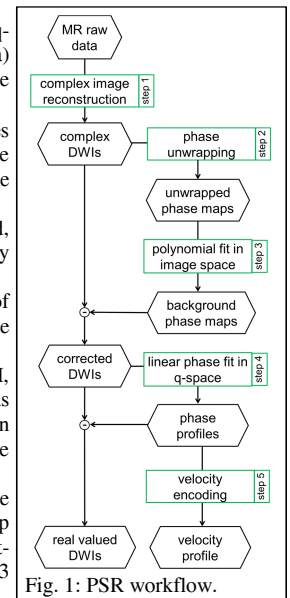 MR raw
data
complex image
reconstruction
step 1
complex
DWIs
phase
unwrapping
step 2
unwrapped
phase maps
polynomial fit in
image space
step 3
background
phase maps
corrected
DWIs
linear phase fit in
q-space
step 4
phase
profiles
velocity
encoding
step 5
real valued
DWIs
velocity
profile
Fig. 1: PSR workflow.